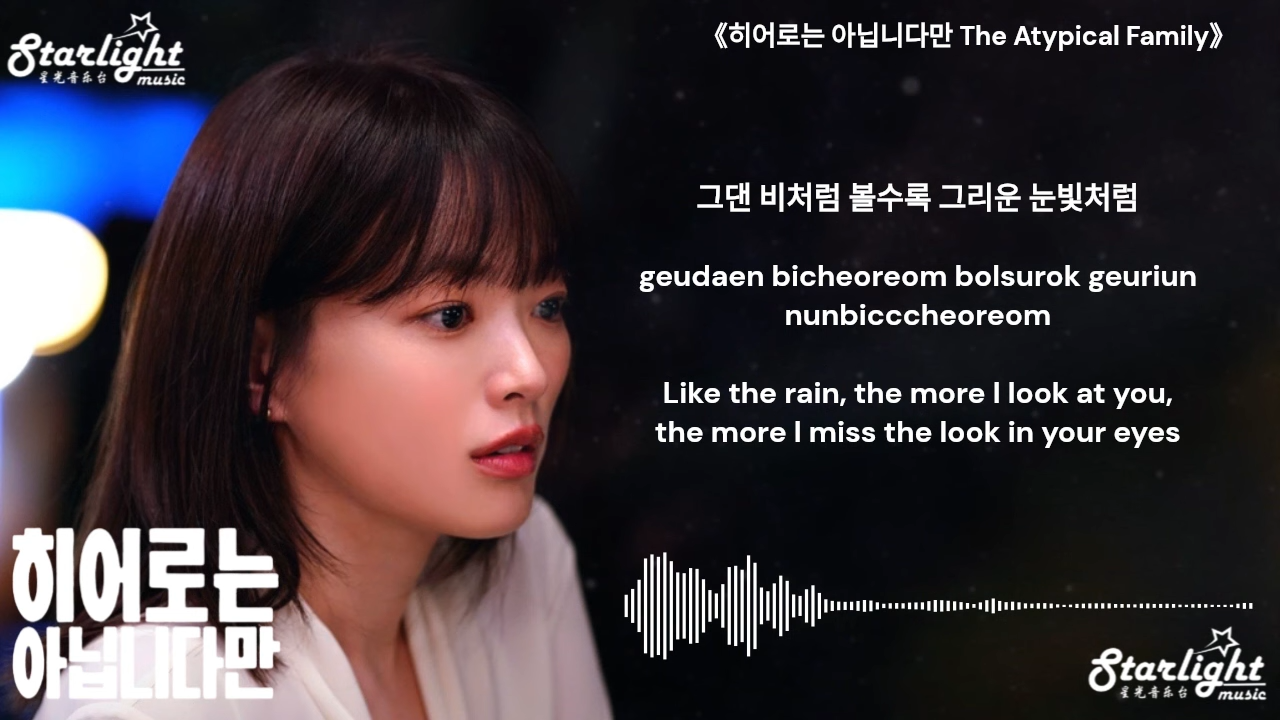 Starlight
星光音乐台 music
《히어로는 아닙니다만 The Atypical Family》
그댄 비처럼 볼수록 그리운 눈빛처럼
geudaen bicheoreom bolsurok geuriun
nunbicccheoreom
Like the rain, the more I look at you,
the more I miss the look in your eyes
히어로는
아닙니다만
Starlight
星光音乐台 music